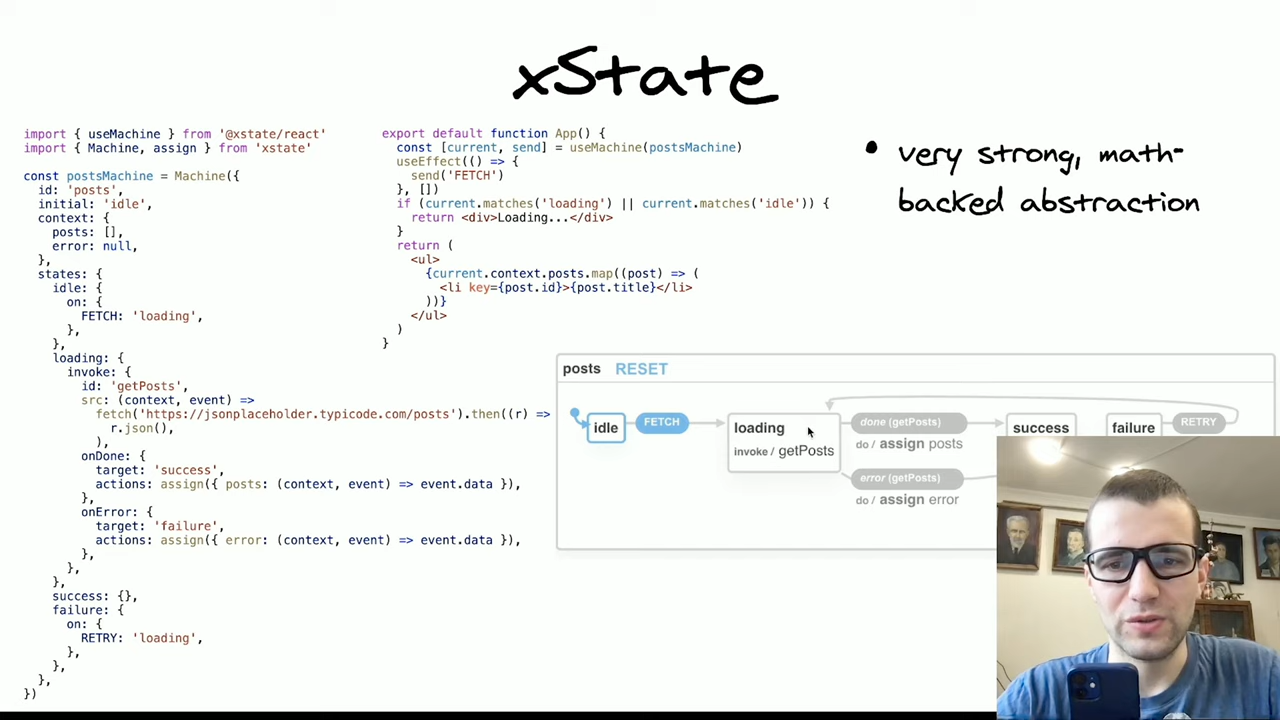 xState
import { useMachine } from '@xstate/react'
import { Machine, assign } from 'xstate'
const postsMachine = Machine({
id: 'posts',
initial: 'idle',
context: {
posts: [],
error: null,
},
states: {
idle: {
on: {
FETCH: 'loading',
},
},
loading: {
invoke: {
id: 'getPosts',
src: (context, event) =>
fetch('https://jsonplaceholder.typicode.com/posts').then((r) =>
r.json(),
),
onDone: {
target: 'success',
actions: assign({ posts: (context, event) => event.data }),
},
onError: {
target: 'failure',
actions: assign({ error: (context, event) => event.data }),
},
},
},
success: {},
failure: {
on: {
RETRY: 'loading',
},
},
},
})
export default function App() {
const [current, send] = useMachine(postsMachine)
useEffect(() => {
send('FETCH')
}, [])
if (current.matches('loading') || current.matches('idle')) {
return <div>Loading...</div>
}
return (
<ul>
{current.context.posts.map((post) => (
<li key={post.id}>{post.title}</li>
))}
</ul>
)
}
• very strong, math-
backed abstraction
posts RESET
idle FETCH loading done (getPosts) success failure RETRY
invoke / getPosts do / assign posts
error (getPosts)
do / assign error